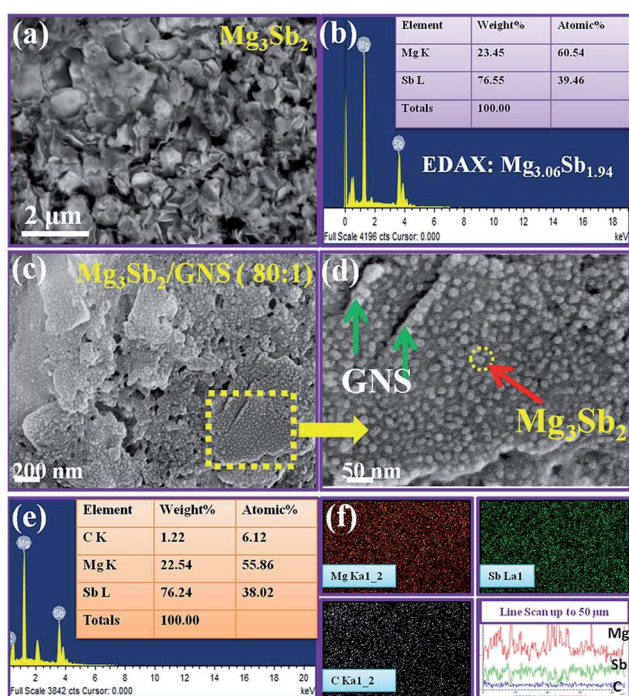 (a)
Mg3Sb2
2 μm
(b)
Element Weight% Atomic%
Mg K 23.45 60.54
Sb L 76.55 39.46
Totals 100.00
Mg
Sb
EDAX: Mg3.06Sb1.94
0 2 4 6 8 10 12 14 16 18
Full Scale 4196 cts Cursor: 0.000 keV
(c)
Mg3Sb2/GNS ( 80:1)
200 nm
(d)
GNS
Mg3Sb2
50 nm
(e)
Element Weight% Atomic%
C K 1.22 6.12
Mg K 22.54 55.86
Sb L 76.24 38.02
Totals 100.00
Mg
Sb
0 2 4 6 8 10 12 14 16 18 20
Full Scale 3842 cts Cursor: 0.000 keV
(f)
Mg Ka1_2
Sb La1
C Ka1_2
Line Scan up to 50 μm
Mg
Sb
C